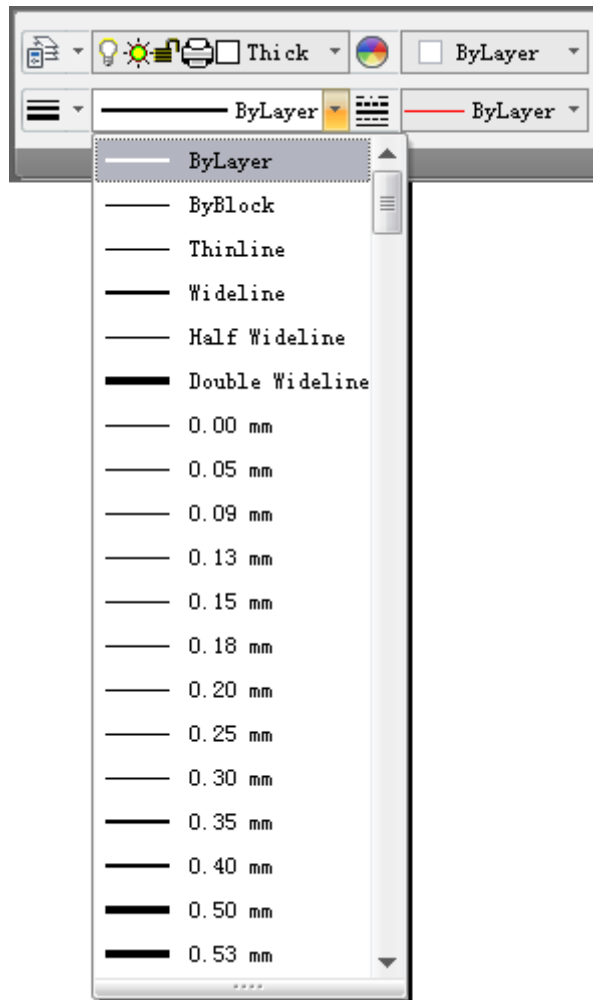 Thick ByLayer
ByLayer ByLayer
ByLayer
ByBlock
Thinline
Wideline
Half Wideline
Double Wideline
0.00 mm
0.05 mm
0.09 mm
0.13 mm
0.15 mm
0.18 mm
0.20 mm
0.25 mm
0.30 mm
0.35 mm
0.40 mm
0.50 mm
0.53 mm